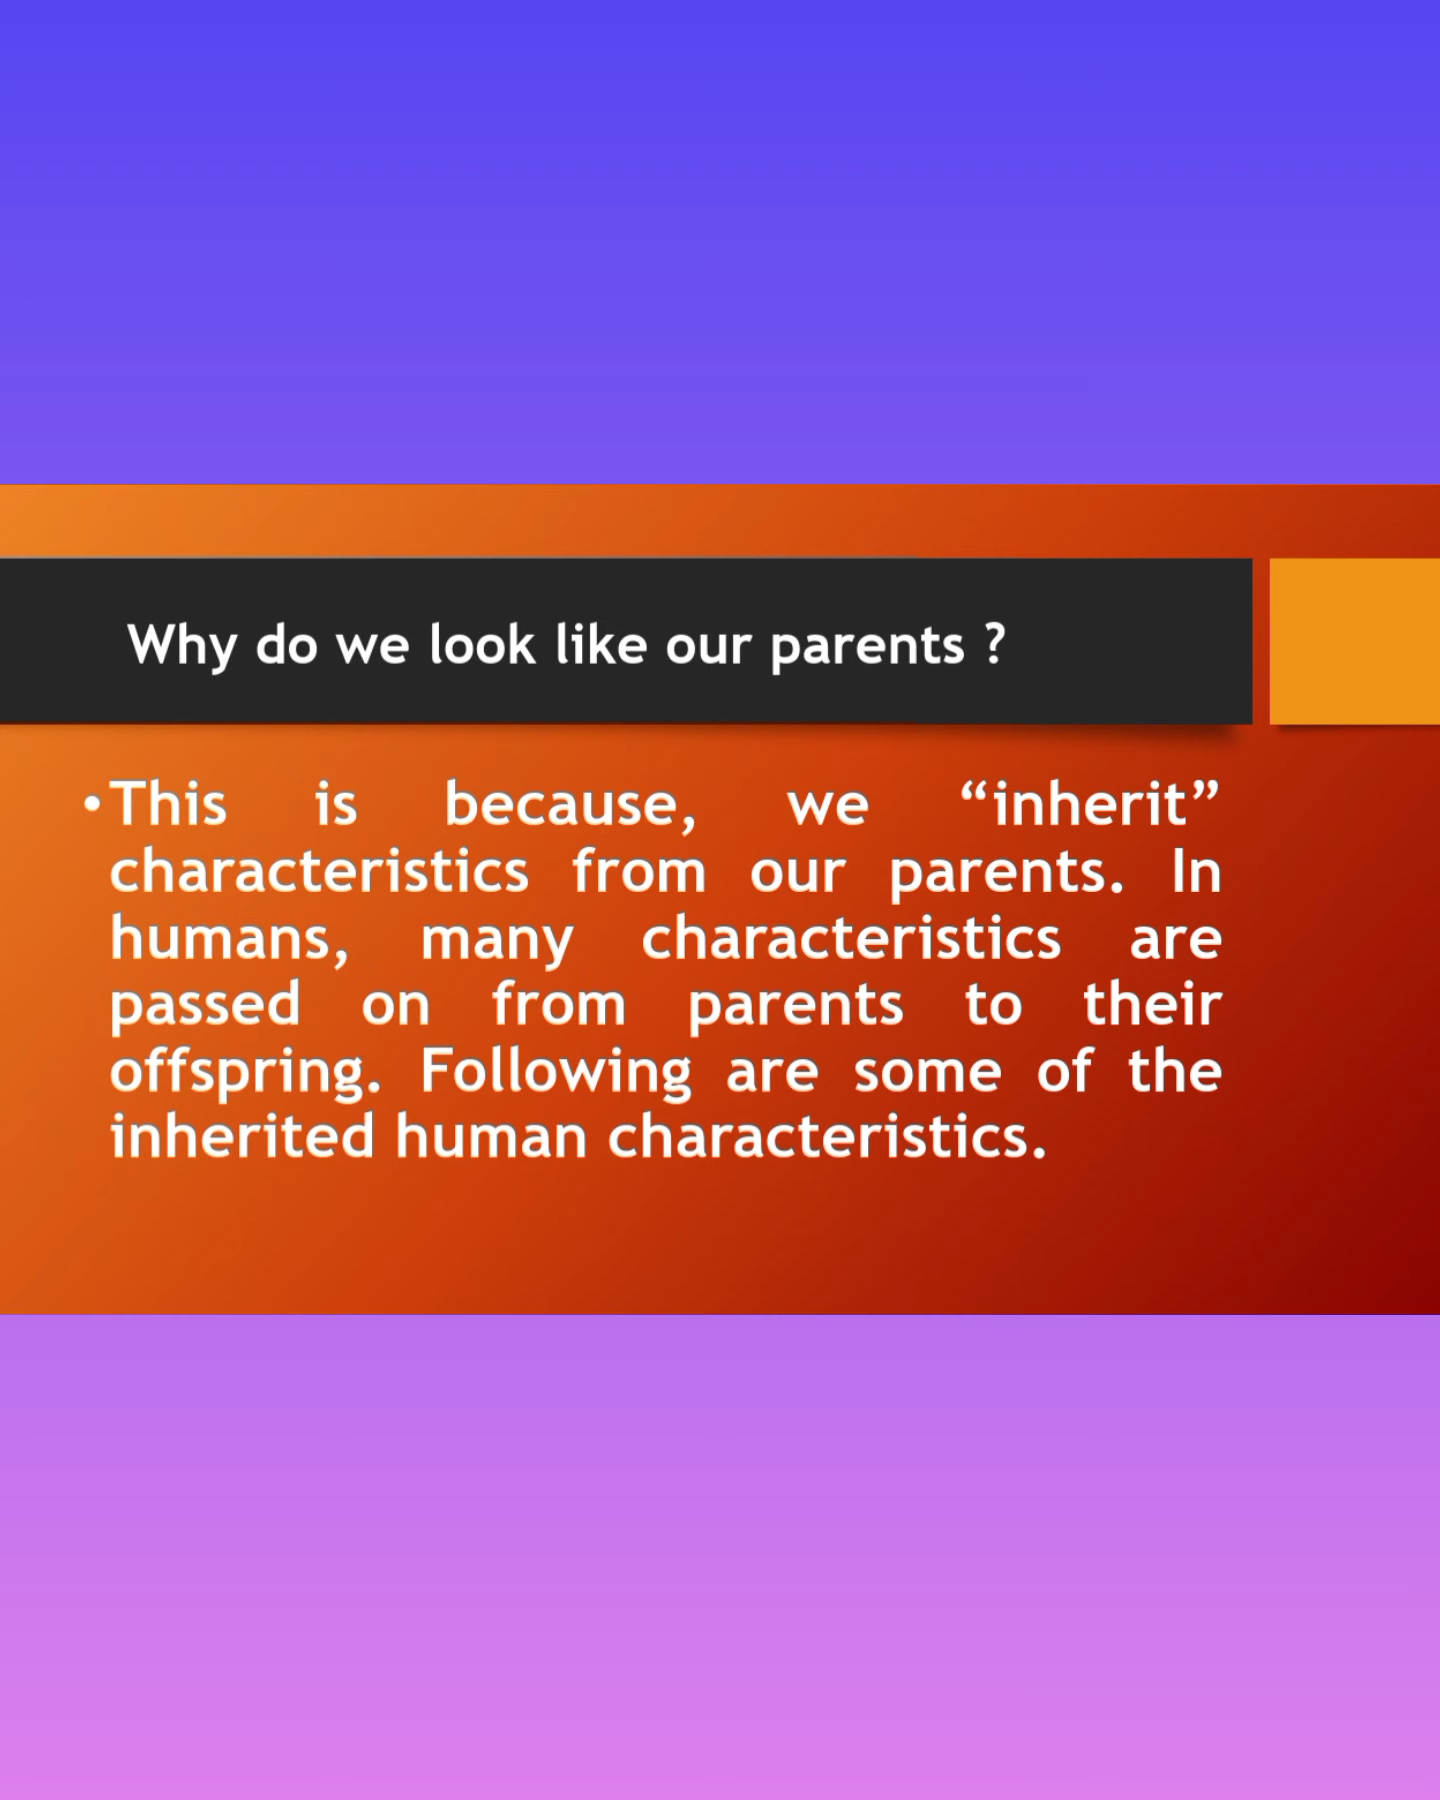 Why do we look like our parents ?
•This is because, we “inherit”
characteristics from our parents. In
humans, many characteristics are
passed on from parents to their
offspring. Following are some of the
inherited human characteristics.